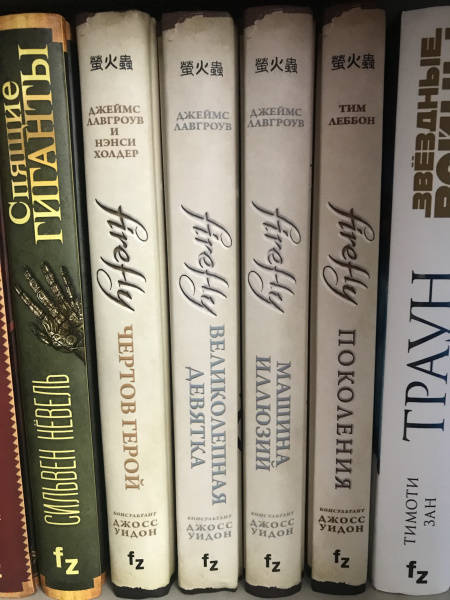 Спящие
ГИГАНТЫ
СИЛЬВЕН НЁВЕЛЬ
fz
螢火蟲
ДЖЕЙМС
ЛАВГРОУВ
И
НЭНСИ
ХОЛДЕР
firefly
ЧЕРТОВ ГЕРОЙ
КОНСУЛЬТАНТ
ДЖОСС
УИДОН
fz
螢火蟲
ДЖЕЙМС
ЛАВГРОУВ
firefly
ВЕЛИКОЛЕПНАЯ
ДЕВЯТКА
КОНСУЛЬТАНТ
ДЖОСС
УИДОН
fz
螢火蟲
ДЖЕЙМС
ЛАВГРОУВ
firefly
МАШИНА
ИЛЛЮЗИЙ
КОНСУЛЬТАНТ
ДЖОСС
УИДОН
fz
螢火蟲
ТИМ
ЛЕББОН
firefly
ПОКОЛЕНИЯ
КОНСУЛЬТАНТ
ДЖОСС
УИДОН
fz
ЗВЁЗДНЫЕ
ВОЙНЫ
ТРАУН
ТИМОТИ
ЗАН
fz